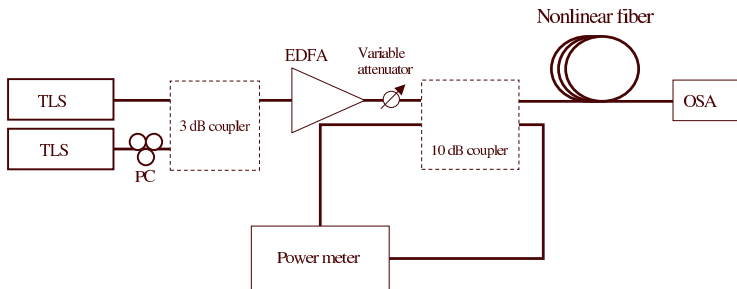 Nonlinear fiber
EDFA
Variable
attenuator
TLS
3 dB coupler
OSA
TLS
PC
10 dB coupler
Power meter